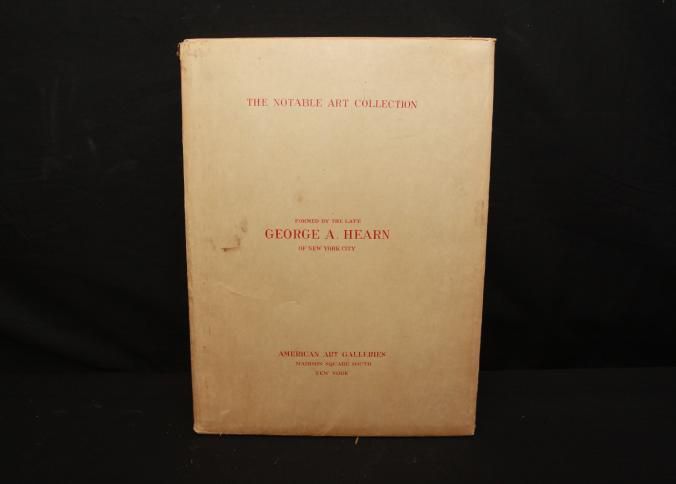 THE NOTABLE ART COLLECTION
FORMED BY THE LATE
GEORGE A. HEARN
OF NEW YORK CITY
AMERICAN ART GALLERIES
MADISON SQUARE SOUTH
NEW YORK